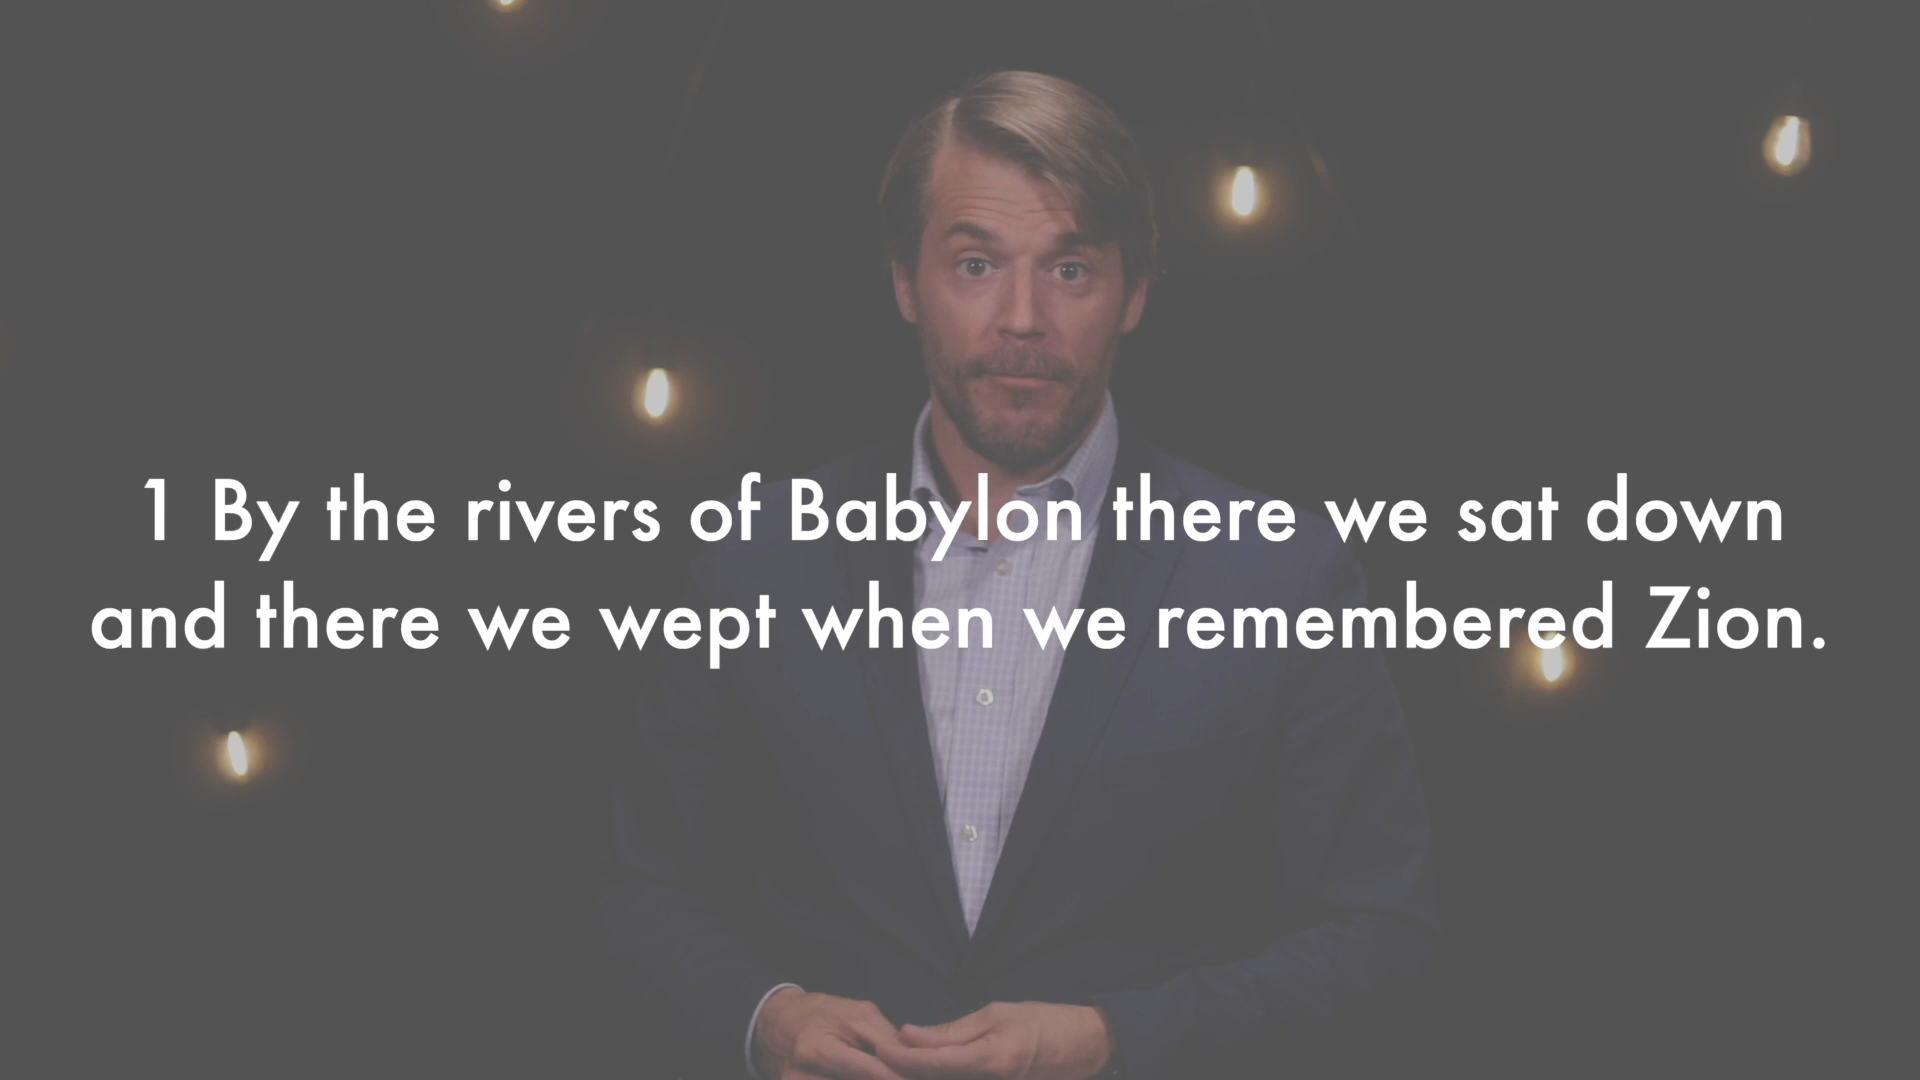 1 By the rivers of Babylon there we sat down
and there we wept when we remembered Zion.